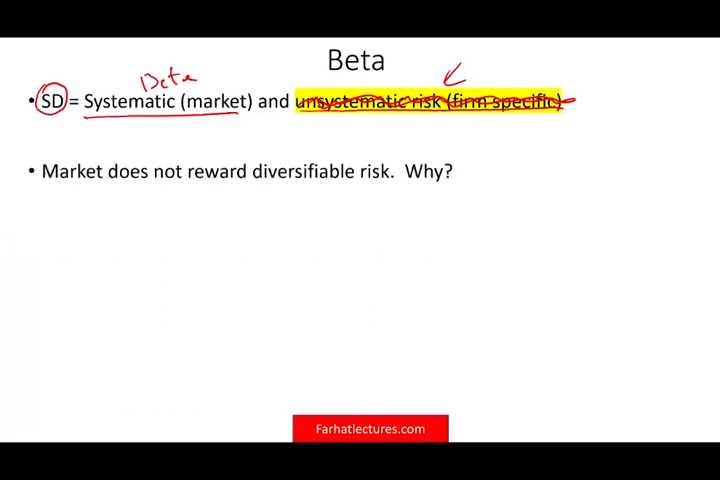 Beta
Beta
• SD = Systematic (market) and unsystematic risk (firm specific)
• Market does not reward diversifiable risk. Why?
Farhatlectures.com